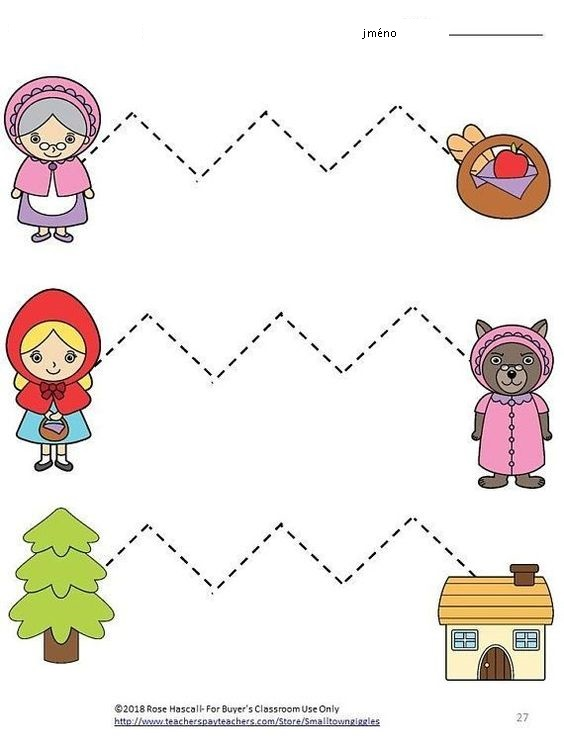 jméno
©2018 Rose Hascall- For Buyer's Classroom Use Only
http://www.teacherspayteachers.com/Store/Smalltowngiggles
27